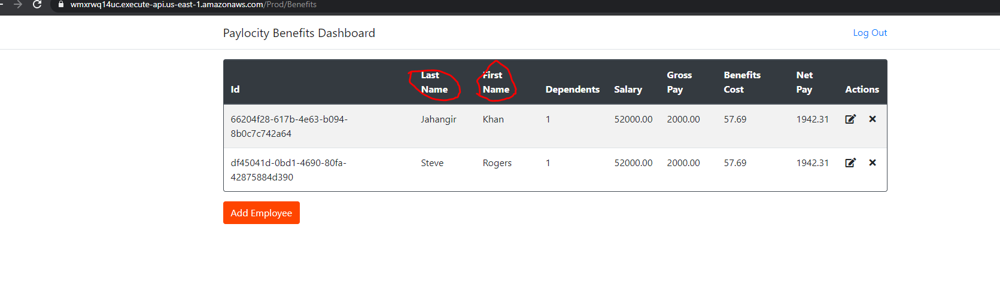 wmxrwq14uc.execute-api.us-east-1.amazonaws.com/Prod/Benefits
Paylocity Benefits Dashboard Log Out
Id Last Name First Name Dependents Salary Gross Pay Benefits Cost Net Pay Actions
66204f28-617b-4e63-b094- Jahangir Khan 1 52000.00 2000.00 57.69 1942.31
8b0c7c742a64
df45041d-0bd1-4690-80fa- Steve Rogers 1 52000.00 2000.00 57.69 1942.31
42875884d390
Add Employee